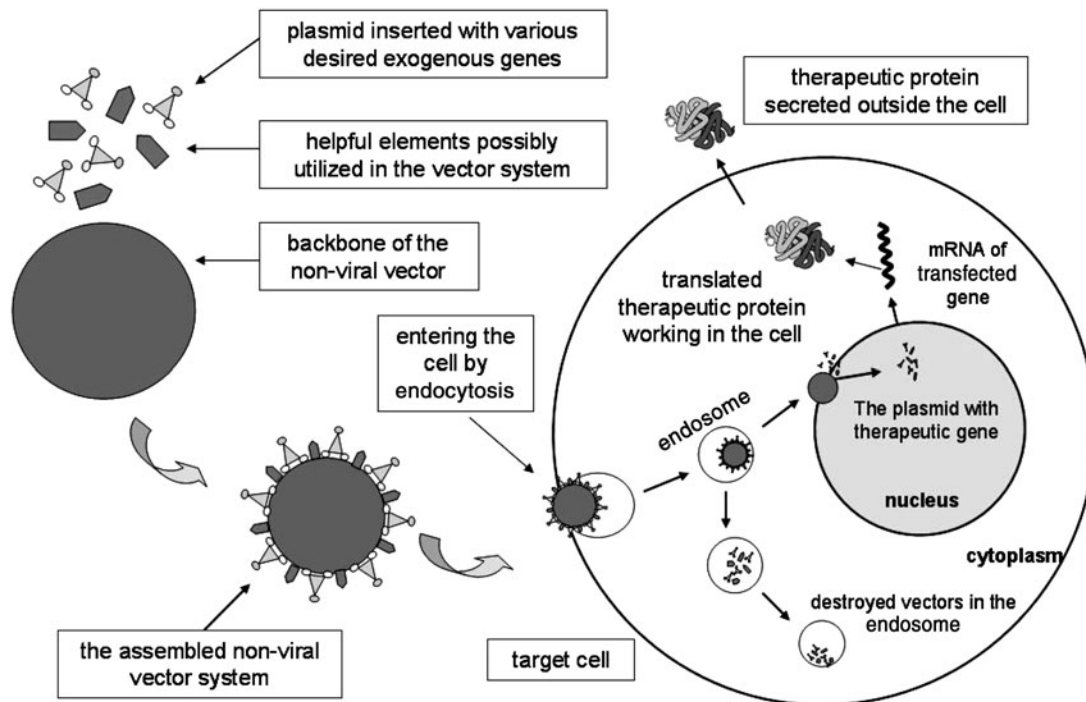 plasmid inserted with various
desired exogenous genes
helpful elements possibly
utilized in the vector system
backbone of the
non-viral vector
entering the
cell by
endocytosis
the assembled non-viral
vector system
target cell
therapeutic protein
secreted outside the cell
mRNA of
transfected
gene
translated
therapeutic protein
working in the cell
endosome
The plasmid with
therapeutic gene
nucleus
cytoplasm
destroyed vectors in the
endosome